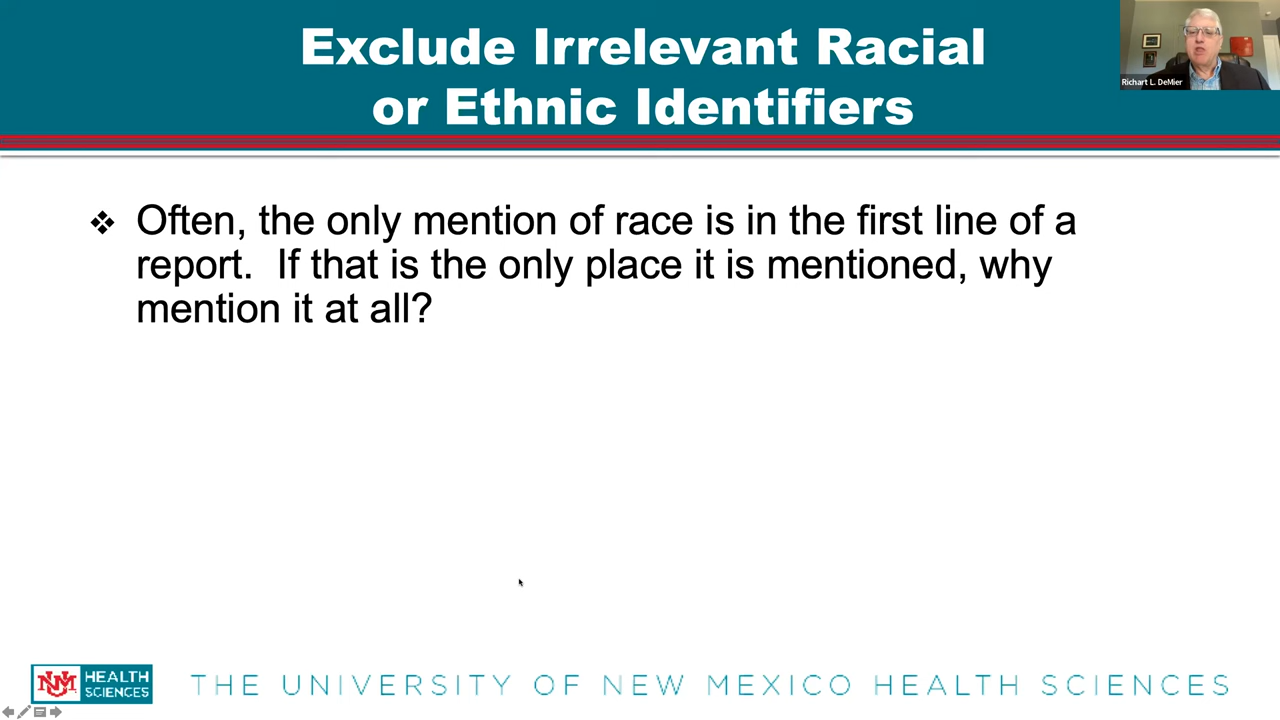 Exclude Irrelevant Racial
or Ethnic Identifiers
Richart L. DeMier
❖ Often, the only mention of race is in the first line of a
report.  If that is the only place it is mentioned, why
mention it at all?
UNM HEALTH
SCIENCES
THE UNIVERSITY OF NEW MEXICO HEALTH SCIENCES